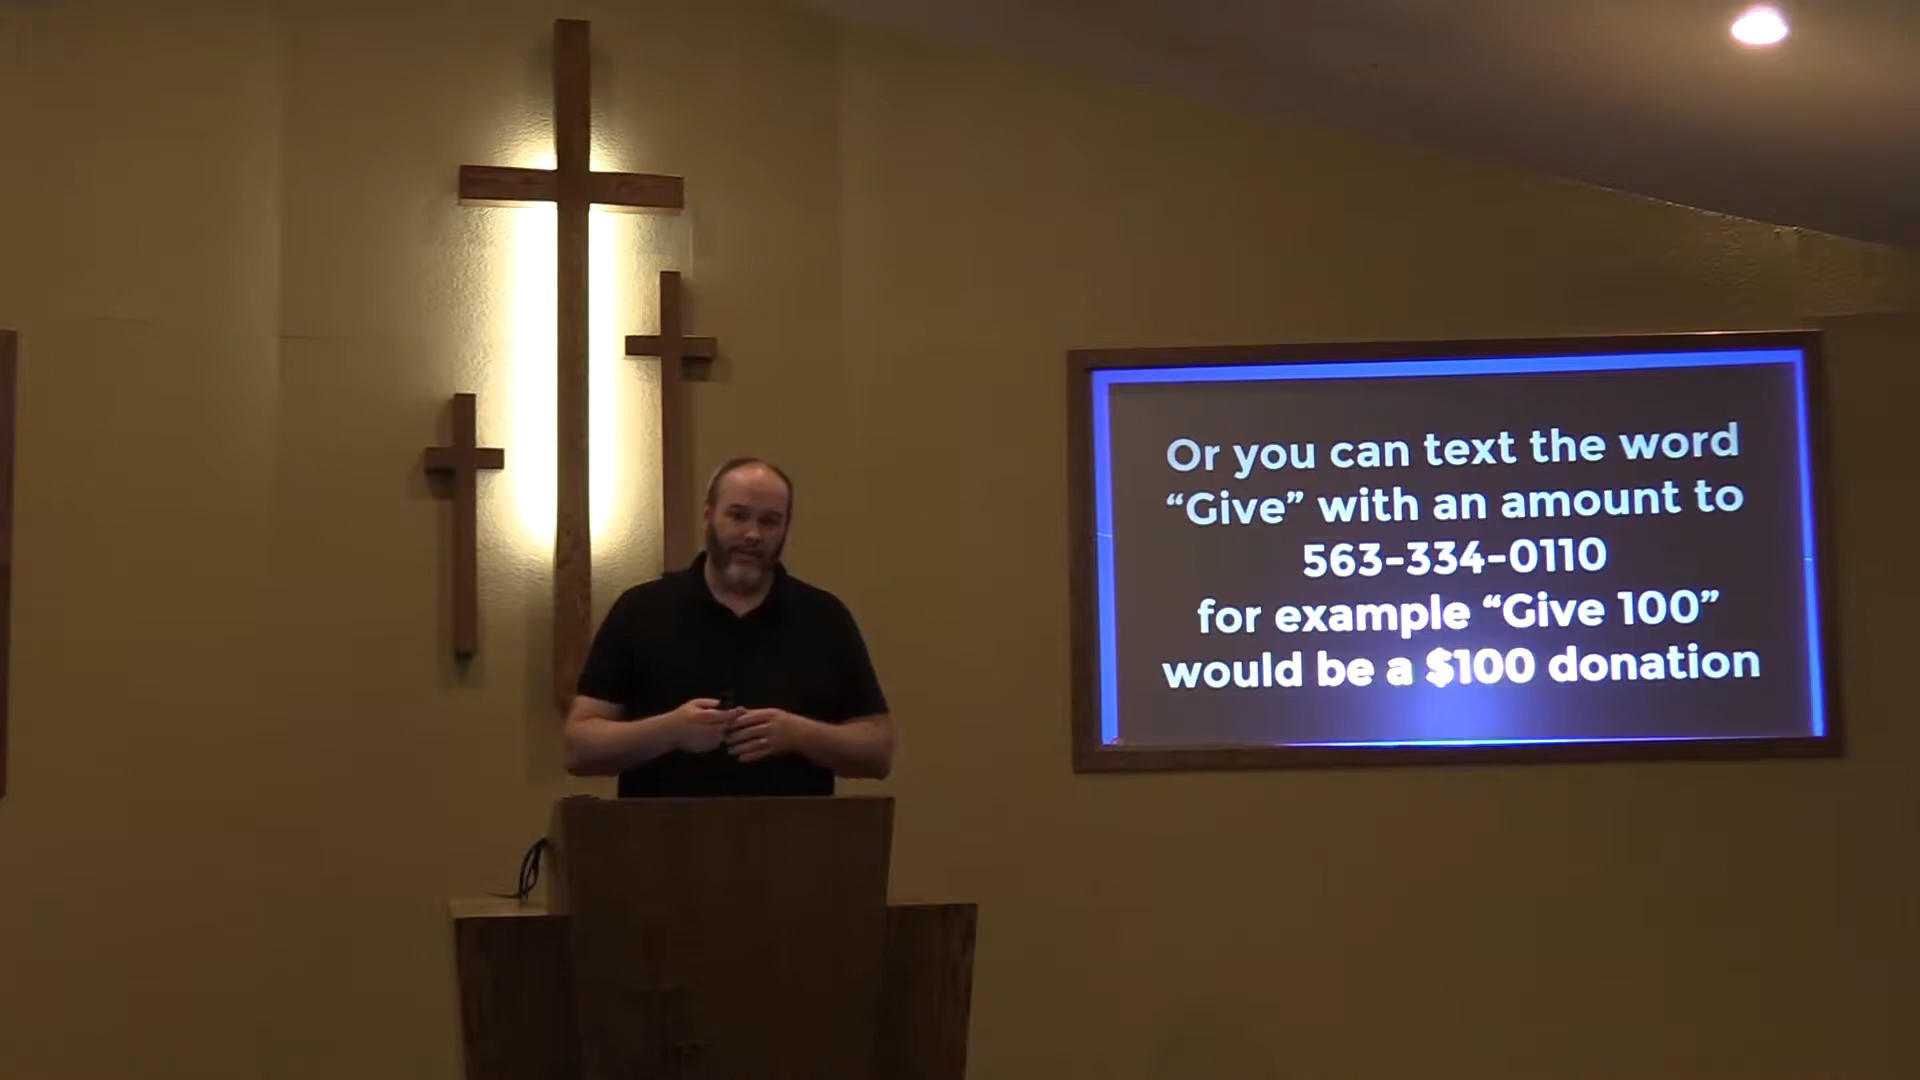 Or you can text the word
“Give” with an amount to
563-334-0110
for example “Give 100”
would be a $100 donation